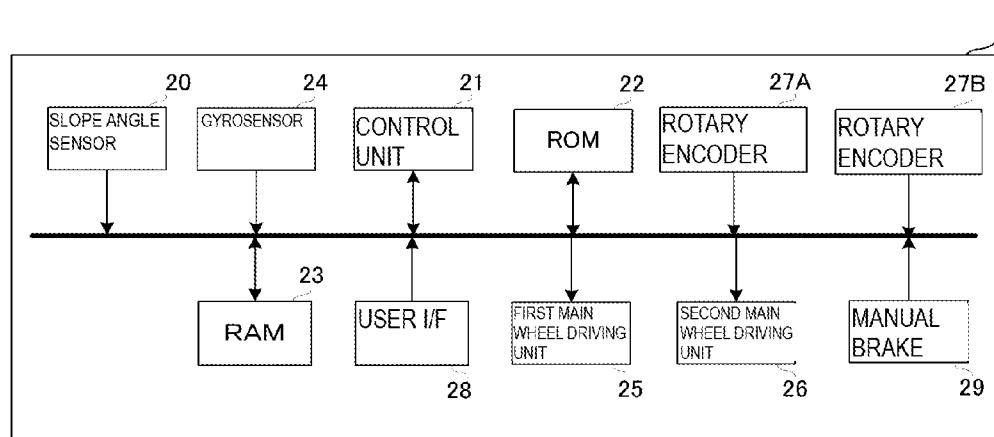 20
24
21
22
27A
27B
SLOPE ANGLE
SENSOR
GYROSENSOR
CONTROL
UNIT
ROM
ROTARY
ENCODER
ROTARY
ENCODER
23
RAM
USER I/F
28
FIRST MAIN
WHEEL DRIVING
UNIT
25
SECOND MAIN
WHEEL DRIVING
UNIT
26
MANUAL
BRAKE
29